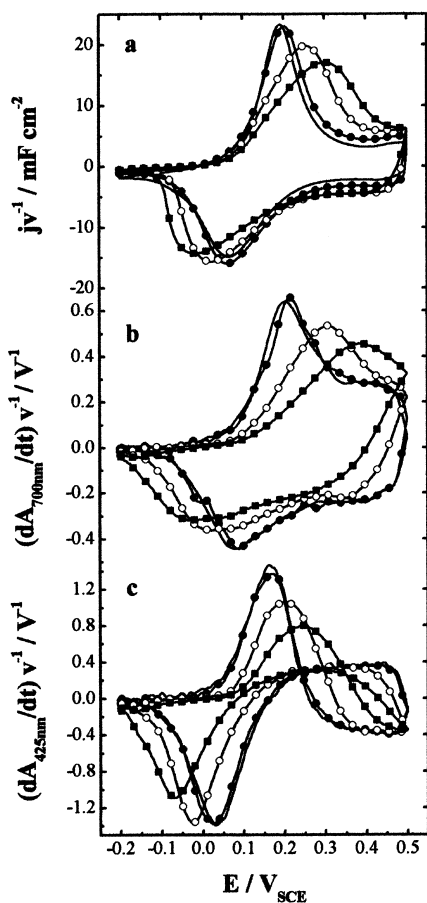 a
20
10
0
-10
-20
jv⁻¹ / mF cm⁻²
b
0.6
0.4
0.2
0.0
-0.2
-0.4
(dA₇₀₀ₙₘ/dt) v⁻¹ / V⁻¹
c
1.2
0.8
0.4
0.0
-0.4
-0.8
-1.2
(dA₄₂₅ₙₘ/dt) v⁻¹ / V⁻¹
-0.2 -0.1 0.0 0.1 0.2 0.3 0.4 0.5
E / V_SCE